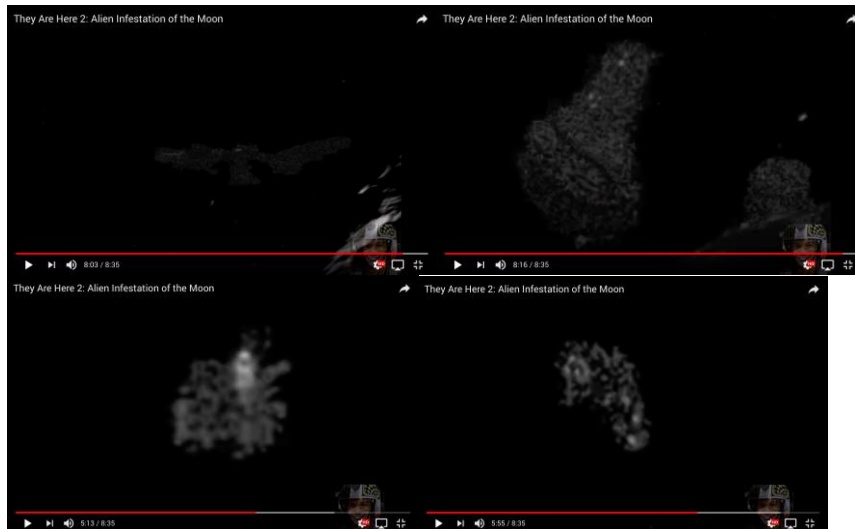 They Are Here 2: Alien Infestation of the Moon
They Are Here 2: Alien Infestation of the Moon
8:03 / 8:35
8:16 / 8:35
They Are Here 2: Alien Infestation of the Moon
They Are Here 2: Alien Infestation of the Moon
5:13 / 8:35
5:55 / 8:35